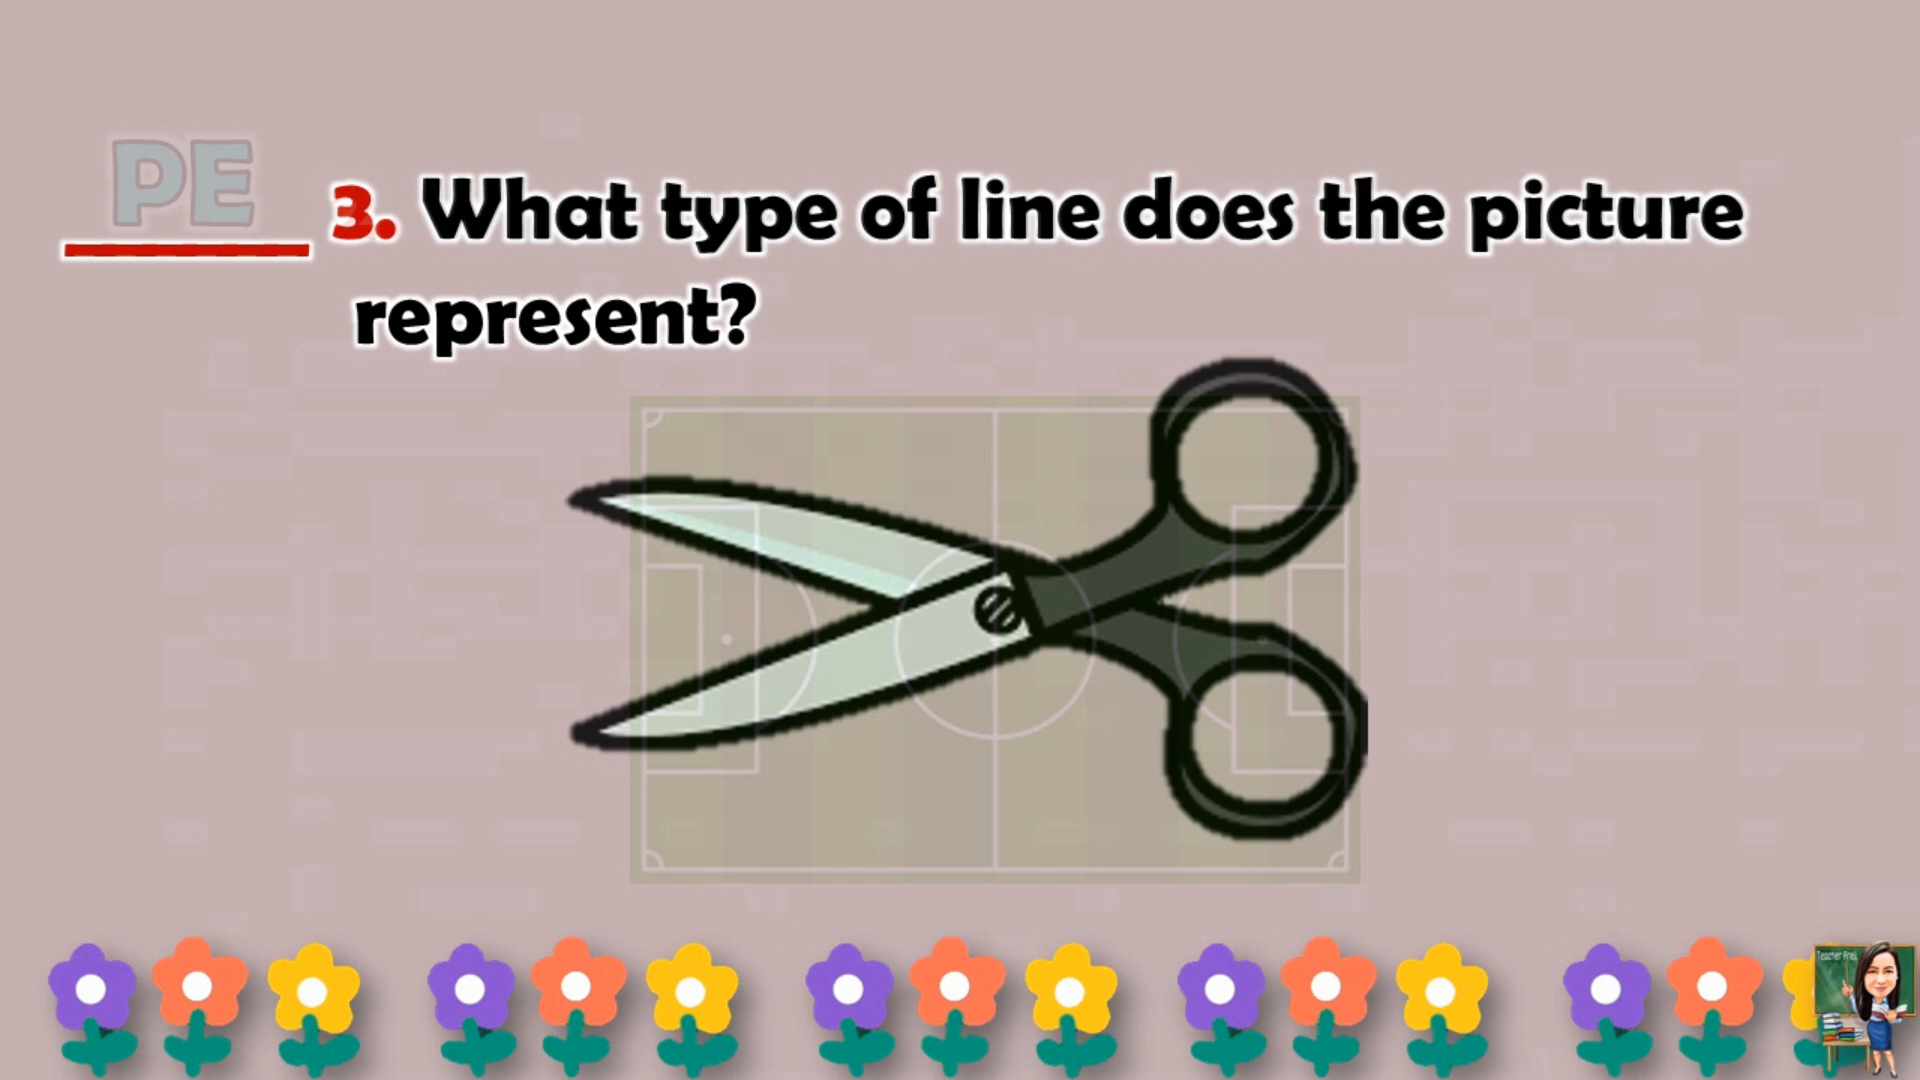 PE
3. What type of line does the picture
represent?